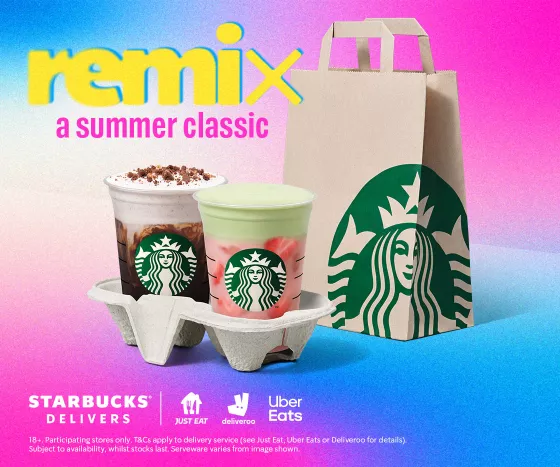 remix
a summer classic
STARBUCKS®
DELIVERS
JUST EAT
deliveroo
Uber
Eats
18+. Participating stores only. T&Cs apply to delivery service (see Just Eat, Uber Eats or Deliveroo for details).
Subject to availability, whilst stocks last. Serveware varies from image shown.